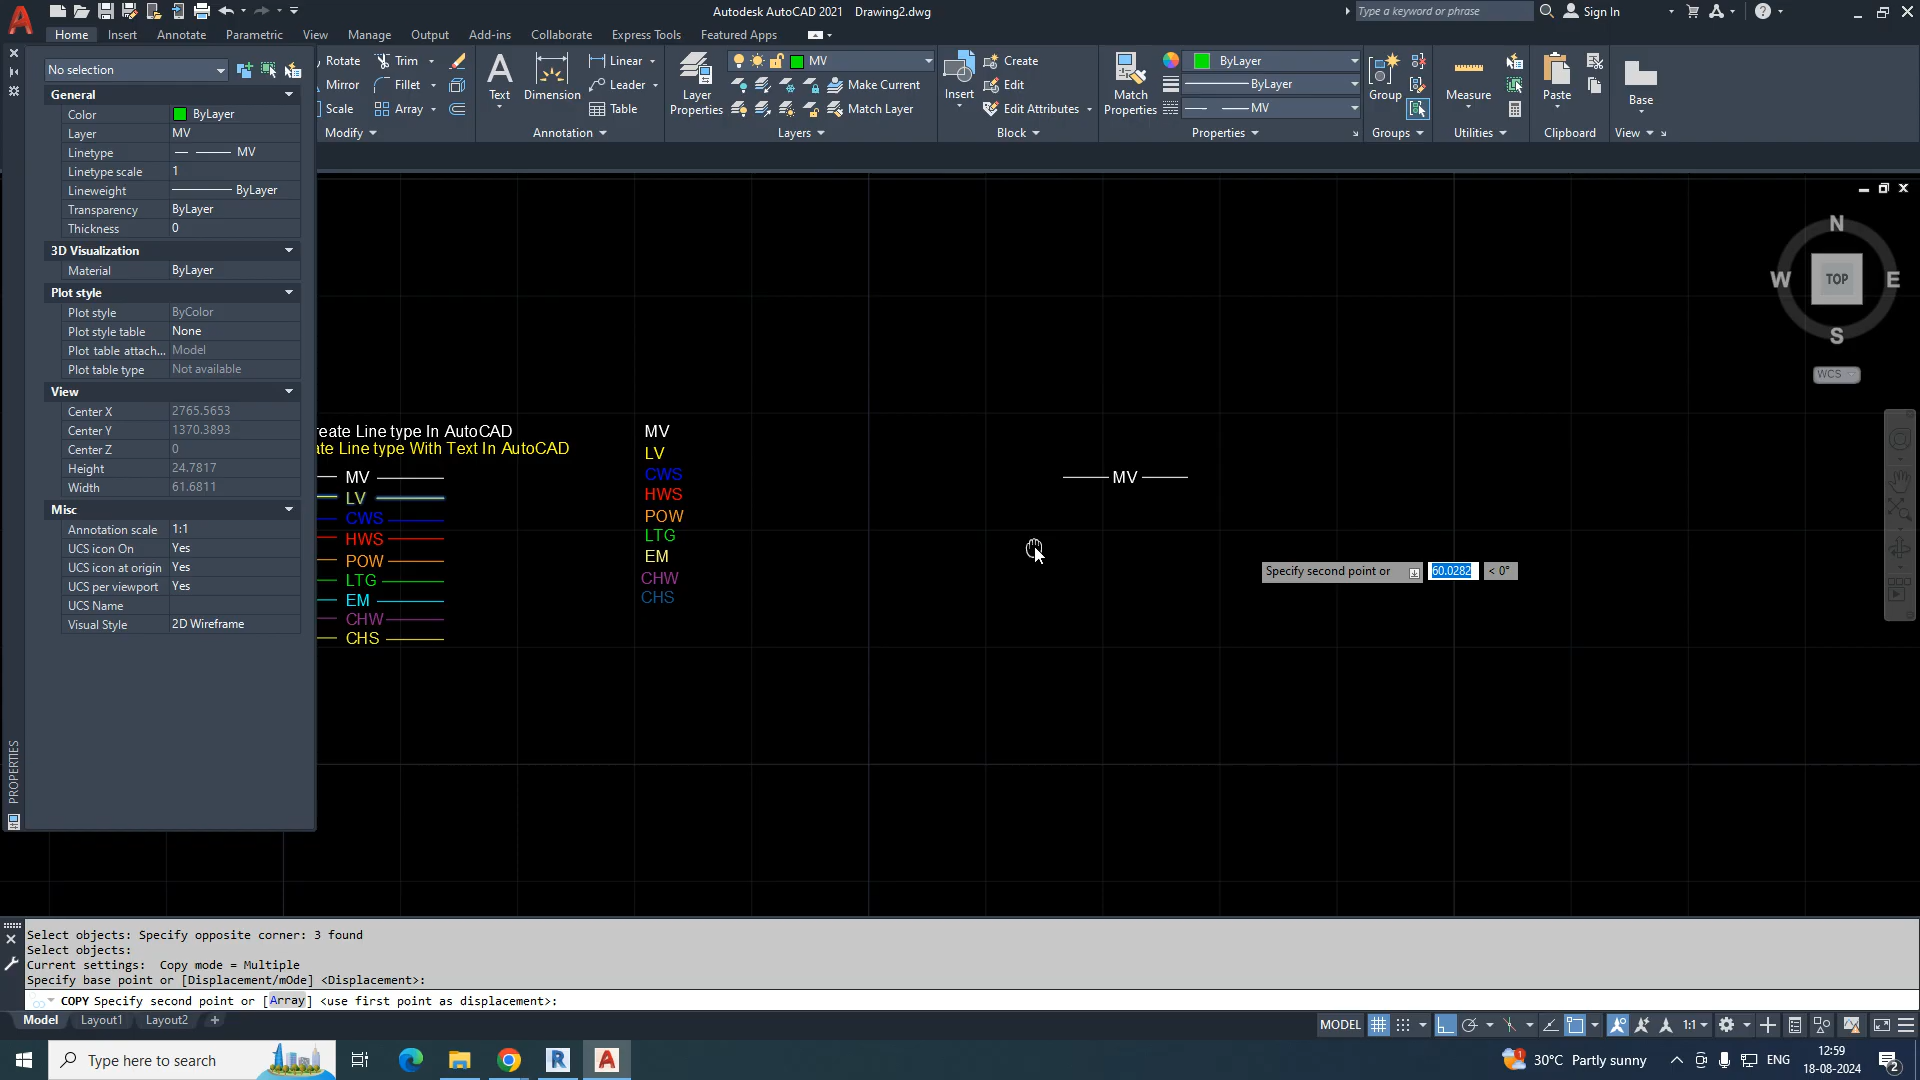 Autodesk AutoCAD 2021 Drawing2.dwg
Type a keyword or phrase
Sign In
Home Insert Annotate Parametric View Manage Output Add-ins Collaborate Express Tools Featured Apps
Rotate Trim
Mirror Fillet
Scale Array
Modify
Text
Dimension
Linear
Leader
Table
Annotation
Layer
Properties
MV
Make Current
Match Layer
Layers
Insert
Create
Edit
Edit Attributes
Block
Match
Properties
ByLayer
ByLayer
MV
Properties
Group
Groups
Measure
Utilities
Paste
Clipboard
Base
View
No selection
General
Color ByLayer
Layer MV
Linetype MV
Linetype scale 1
Lineweight ByLayer
Transparency ByLayer
Thickness 0
3D Visualization
Material ByLayer
Plot style
Plot style ByColor
Plot style table None
Plot table attach... Model
Plot table type Not available
View
Center X 2765.5653
Center Y 1370.3893
Center Z 0
Height 24.7817
Width 61.6811
Misc
Annotation scale 1:1
UCS icon On Yes
UCS icon at origin Yes
UCS per viewport Yes
UCS Name
Visual Style 2D Wireframe
PROPERTIES
reate Line type In AutoCAD
ate Line type With Text In AutoCAD
MV
LV
CWS
HWS
POW
LTG
EM
CHW
CHS
MV
LV
CWS
HWS
POW
LTG
EM
CHW
CHS
MV
Specify second point or 60.0282 < 0°
N
W TOP E
S
WCS
Select objects: Specify opposite corner: 3 found
Select objects:
Current settings: Copy mode = Multiple
Specify base point or [Displacement/mOde] <Displacement>:
COPY Specify second point or [Array] <use first point as displacement>:
Model Layout1 Layout2 +
MODEL 1:1
Type here to search
30°C Partly sunny
ENG
12:59
18-08-2024
2